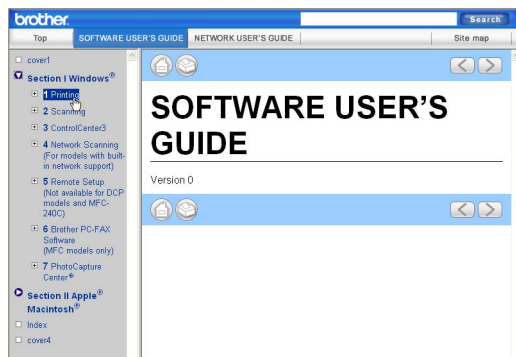 brother.
Search
Top
SOFTWARE USER'S GUIDE
NETWORK USER'S GUIDE
Site map
cover1
Section I Windows®
1 Printing
2 Scanning
3 ControlCenter3
4 Network Scanning
(For models with built-
in network support)
5 Remote Setup
(Not available for DCP
models and MFC-
240C)
6 Brother PC-FAX
Software
(MFC models only)
7 PhotoCapture
Center®
Section II Apple®
Macintosh®
Index
cover4
SOFTWARE USER'S
GUIDE
Version 0